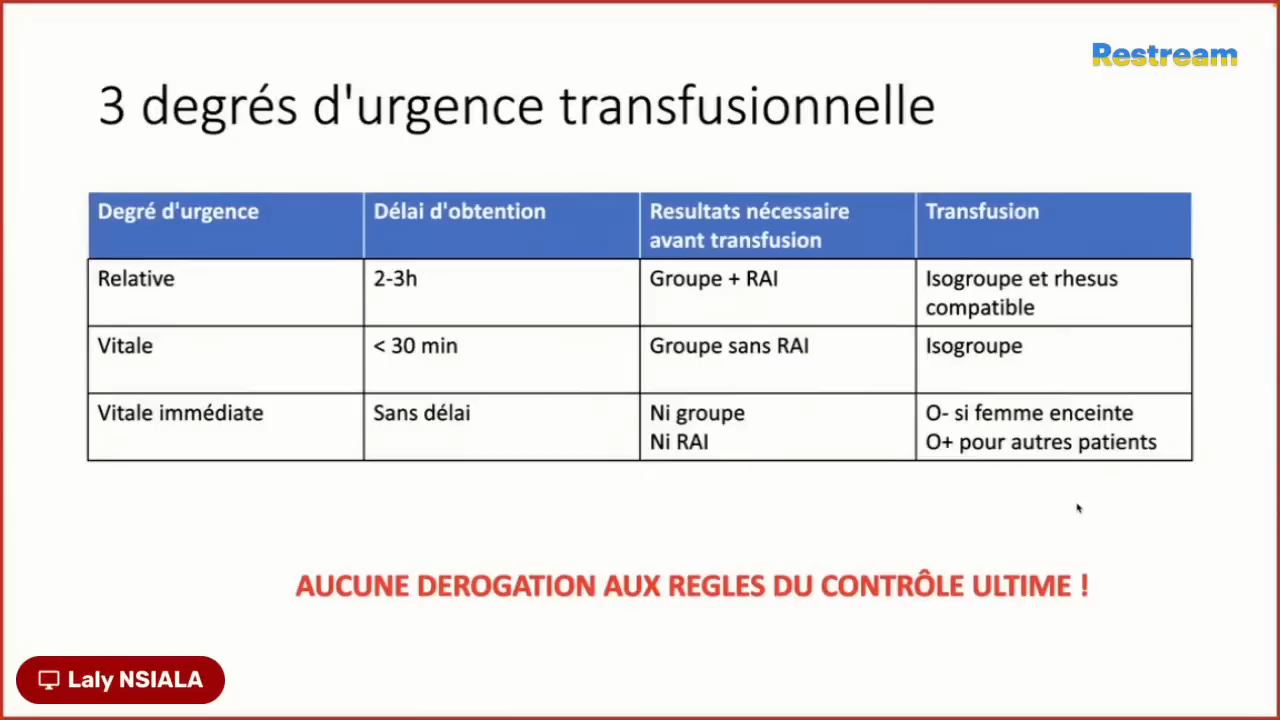 Restream
3 degrés d'urgence transfusionnelle
Degré d'urgence
Délai d'obtention
Resultats nécessaire
avant transfusion
Transfusion
Relative
2-3h
Groupe + RAI
Isogroupe et rhesus
compatible
Vitale
< 30 min
Groupe sans RAI
Isogroupe
Vitale immédiate
Sans délai
Ni groupe
Ni RAI
O- si femme enceinte
O+ pour autres patients
AUCUNE DEROGATION AUX REGLES DU CONTRÔLE ULTIME !
Laly NSIALA